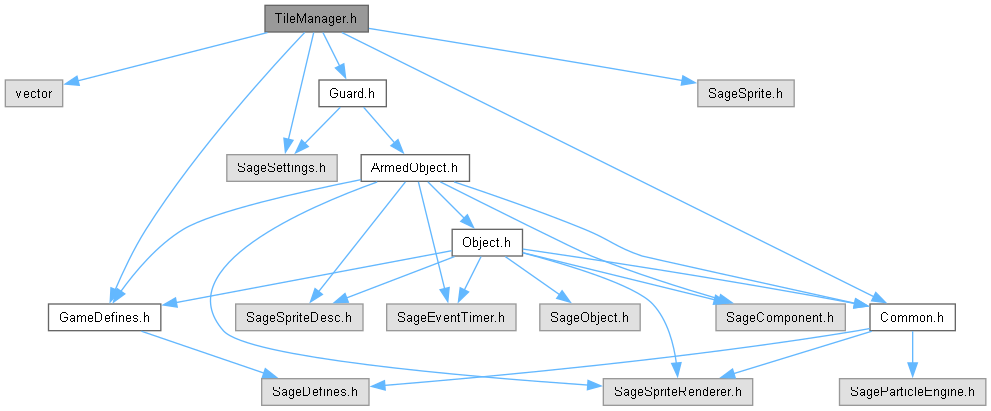 TileManager.h
vector
Guard.h
SageSprite.h
SageSettings.h
ArmedObject.h
Object.h
GameDefines.h
SageSpriteDesc.h
SageEventTimer.h
SageObject.h
SageComponent.h
Common.h
SageDefines.h
SageSpriteRenderer.h
SageParticleEngine.h